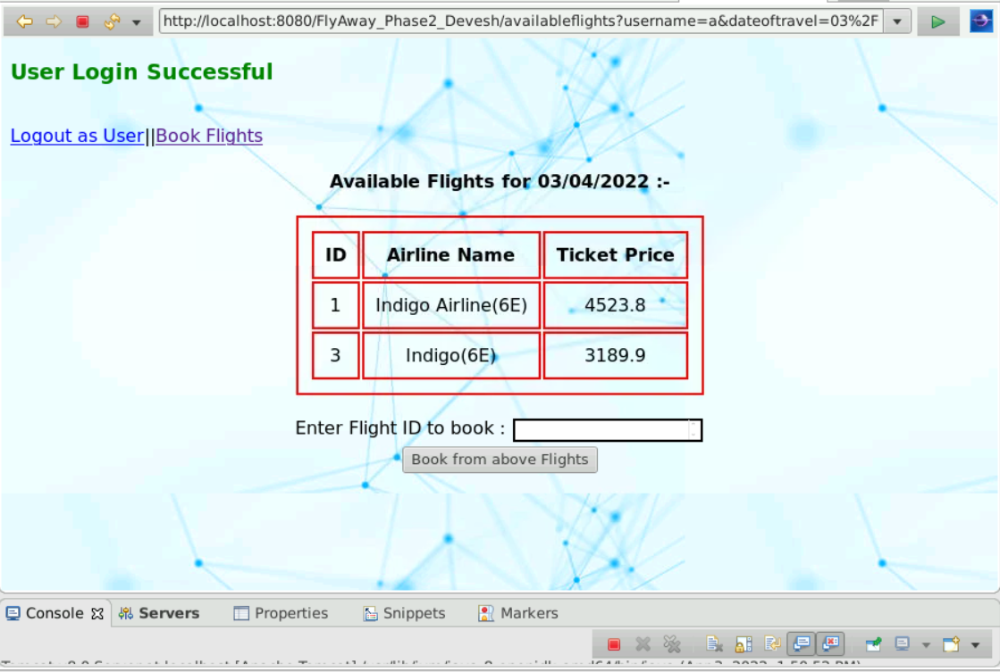 http://localhost:8080/FlyAway_Phase2_Devesh/availableflights?username=a&dateoftravel=03%2F
User Login Successful
Logout as User||Book Flights
Available Flights for 03/04/2022 :-
ID Airline Name Ticket Price
1 Indigo Airline(6E) 4523.8
3 Indigo(6E) 3189.9
Enter Flight ID to book :
Book from above Flights
Console Servers Properties Snippets Markers